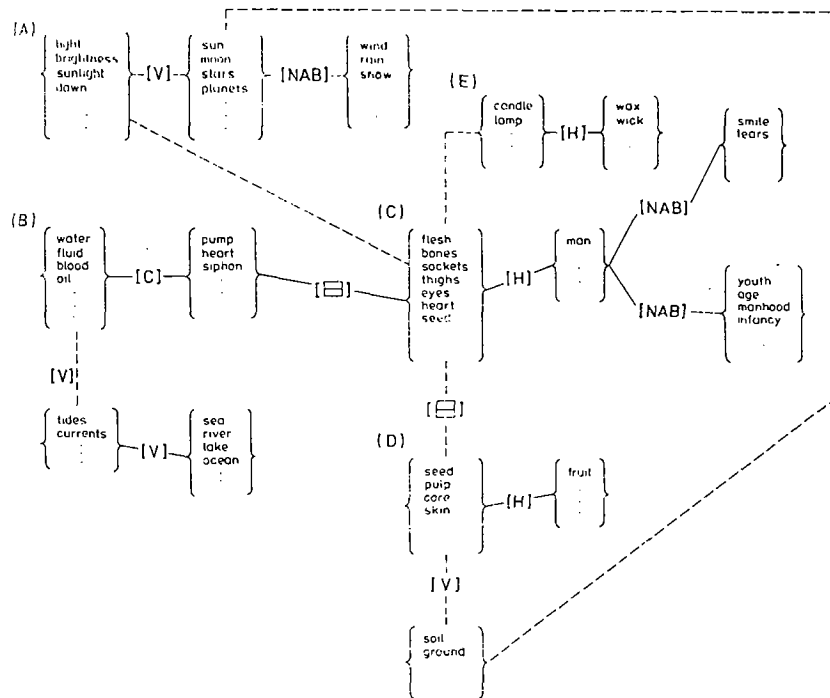 (A)
light
brightness
sunlight
dawn
[V]
sun
moon
stars
planets
[NAB]
wind
rain
snow
(E)
candle
lamp
[H]
wax
wick
smile
tears
[NAB]
(B)
water
fluid
blood
oil
[C]
pump
heart
siphon
(C)
flesh
bones
sockets
thighs
eyes
heart
seed
[H]
man
[NAB]
youth
age
manhood
infancy
[V]
tides
currents
[V]
sea
river
lake
ocean
(D)
seed
pulp
core
skin
[H]
fruit
[V]
soil
ground